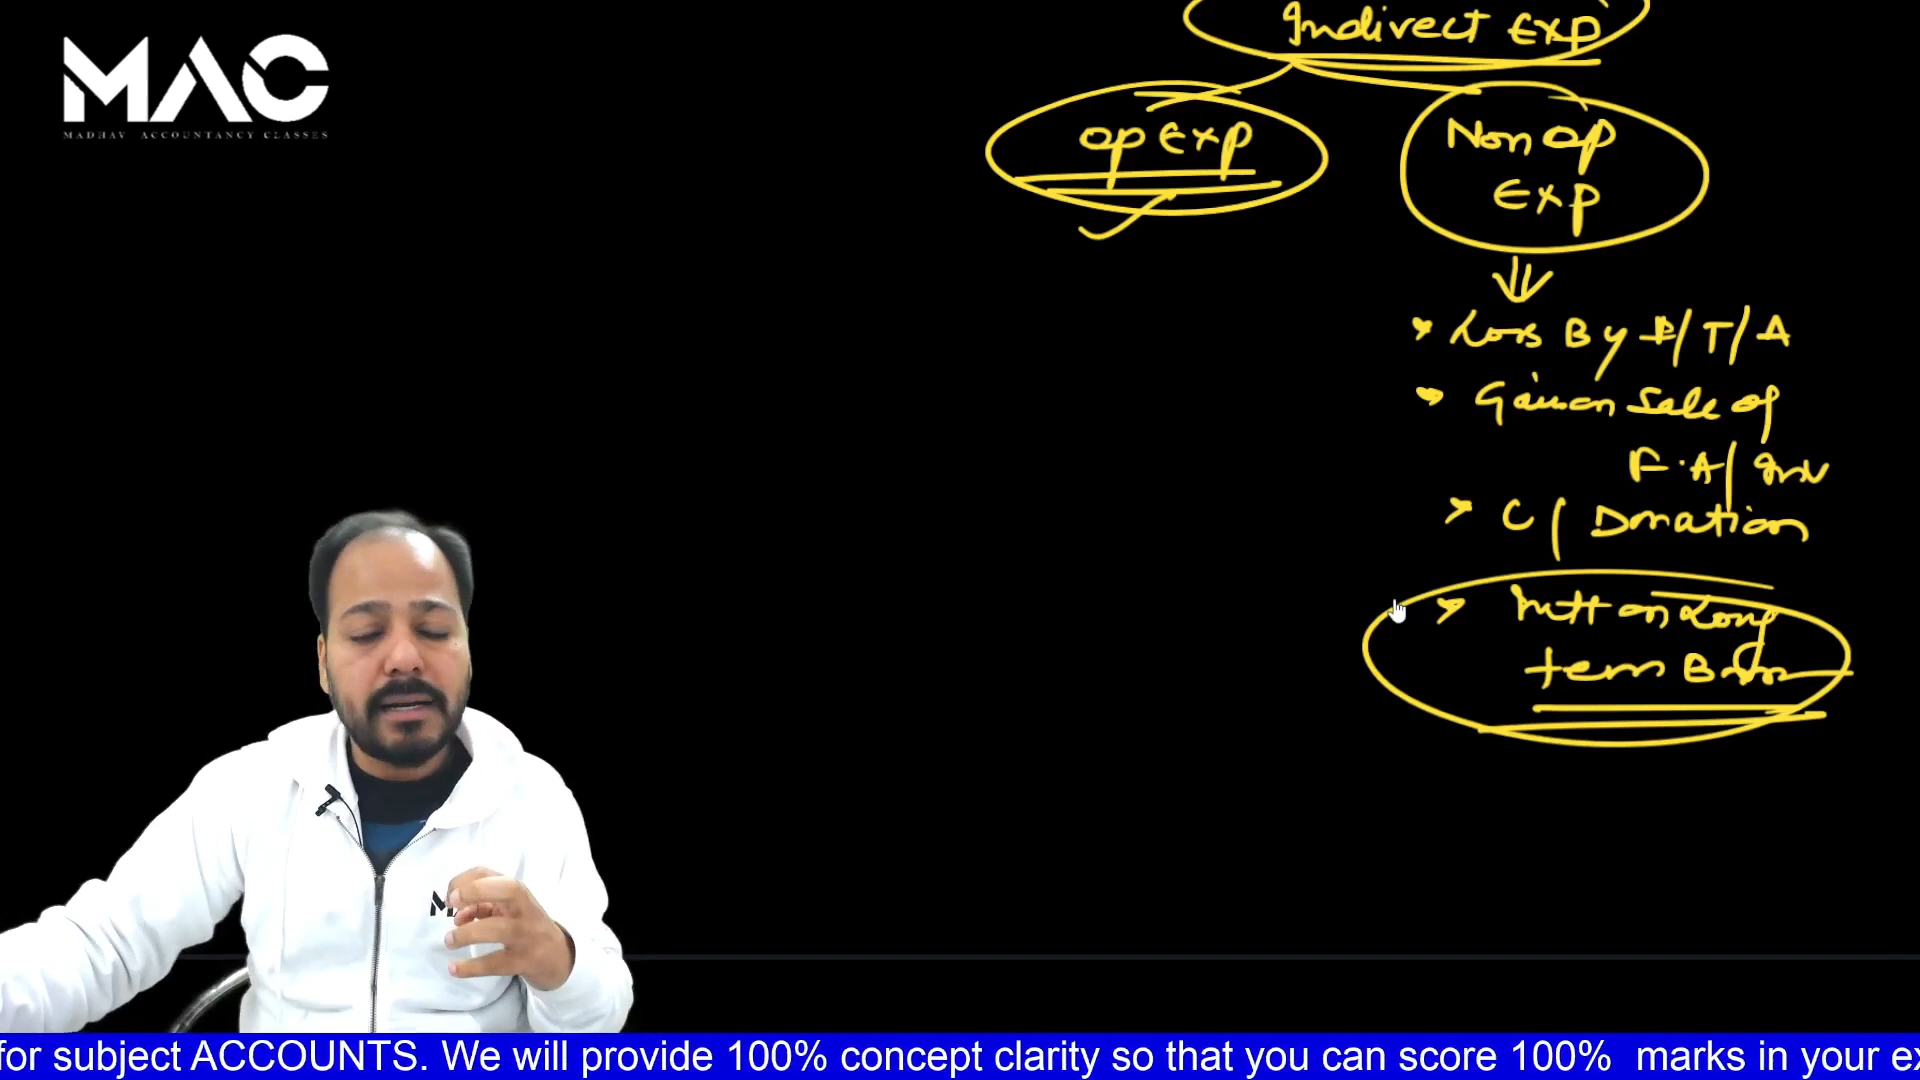 MAC
MADHAV ACCOUNTANCY CLASSES
Indirect Exp
Op Exp
Non Op
Exp
Loss By F/T/A
Gain on Sale of
F.A/Inv
C/Donation
Intt on Long
term Borr
for subject ACCOUNTS. We will provide 100% concept clarity so that you can score 100% marks in your ex